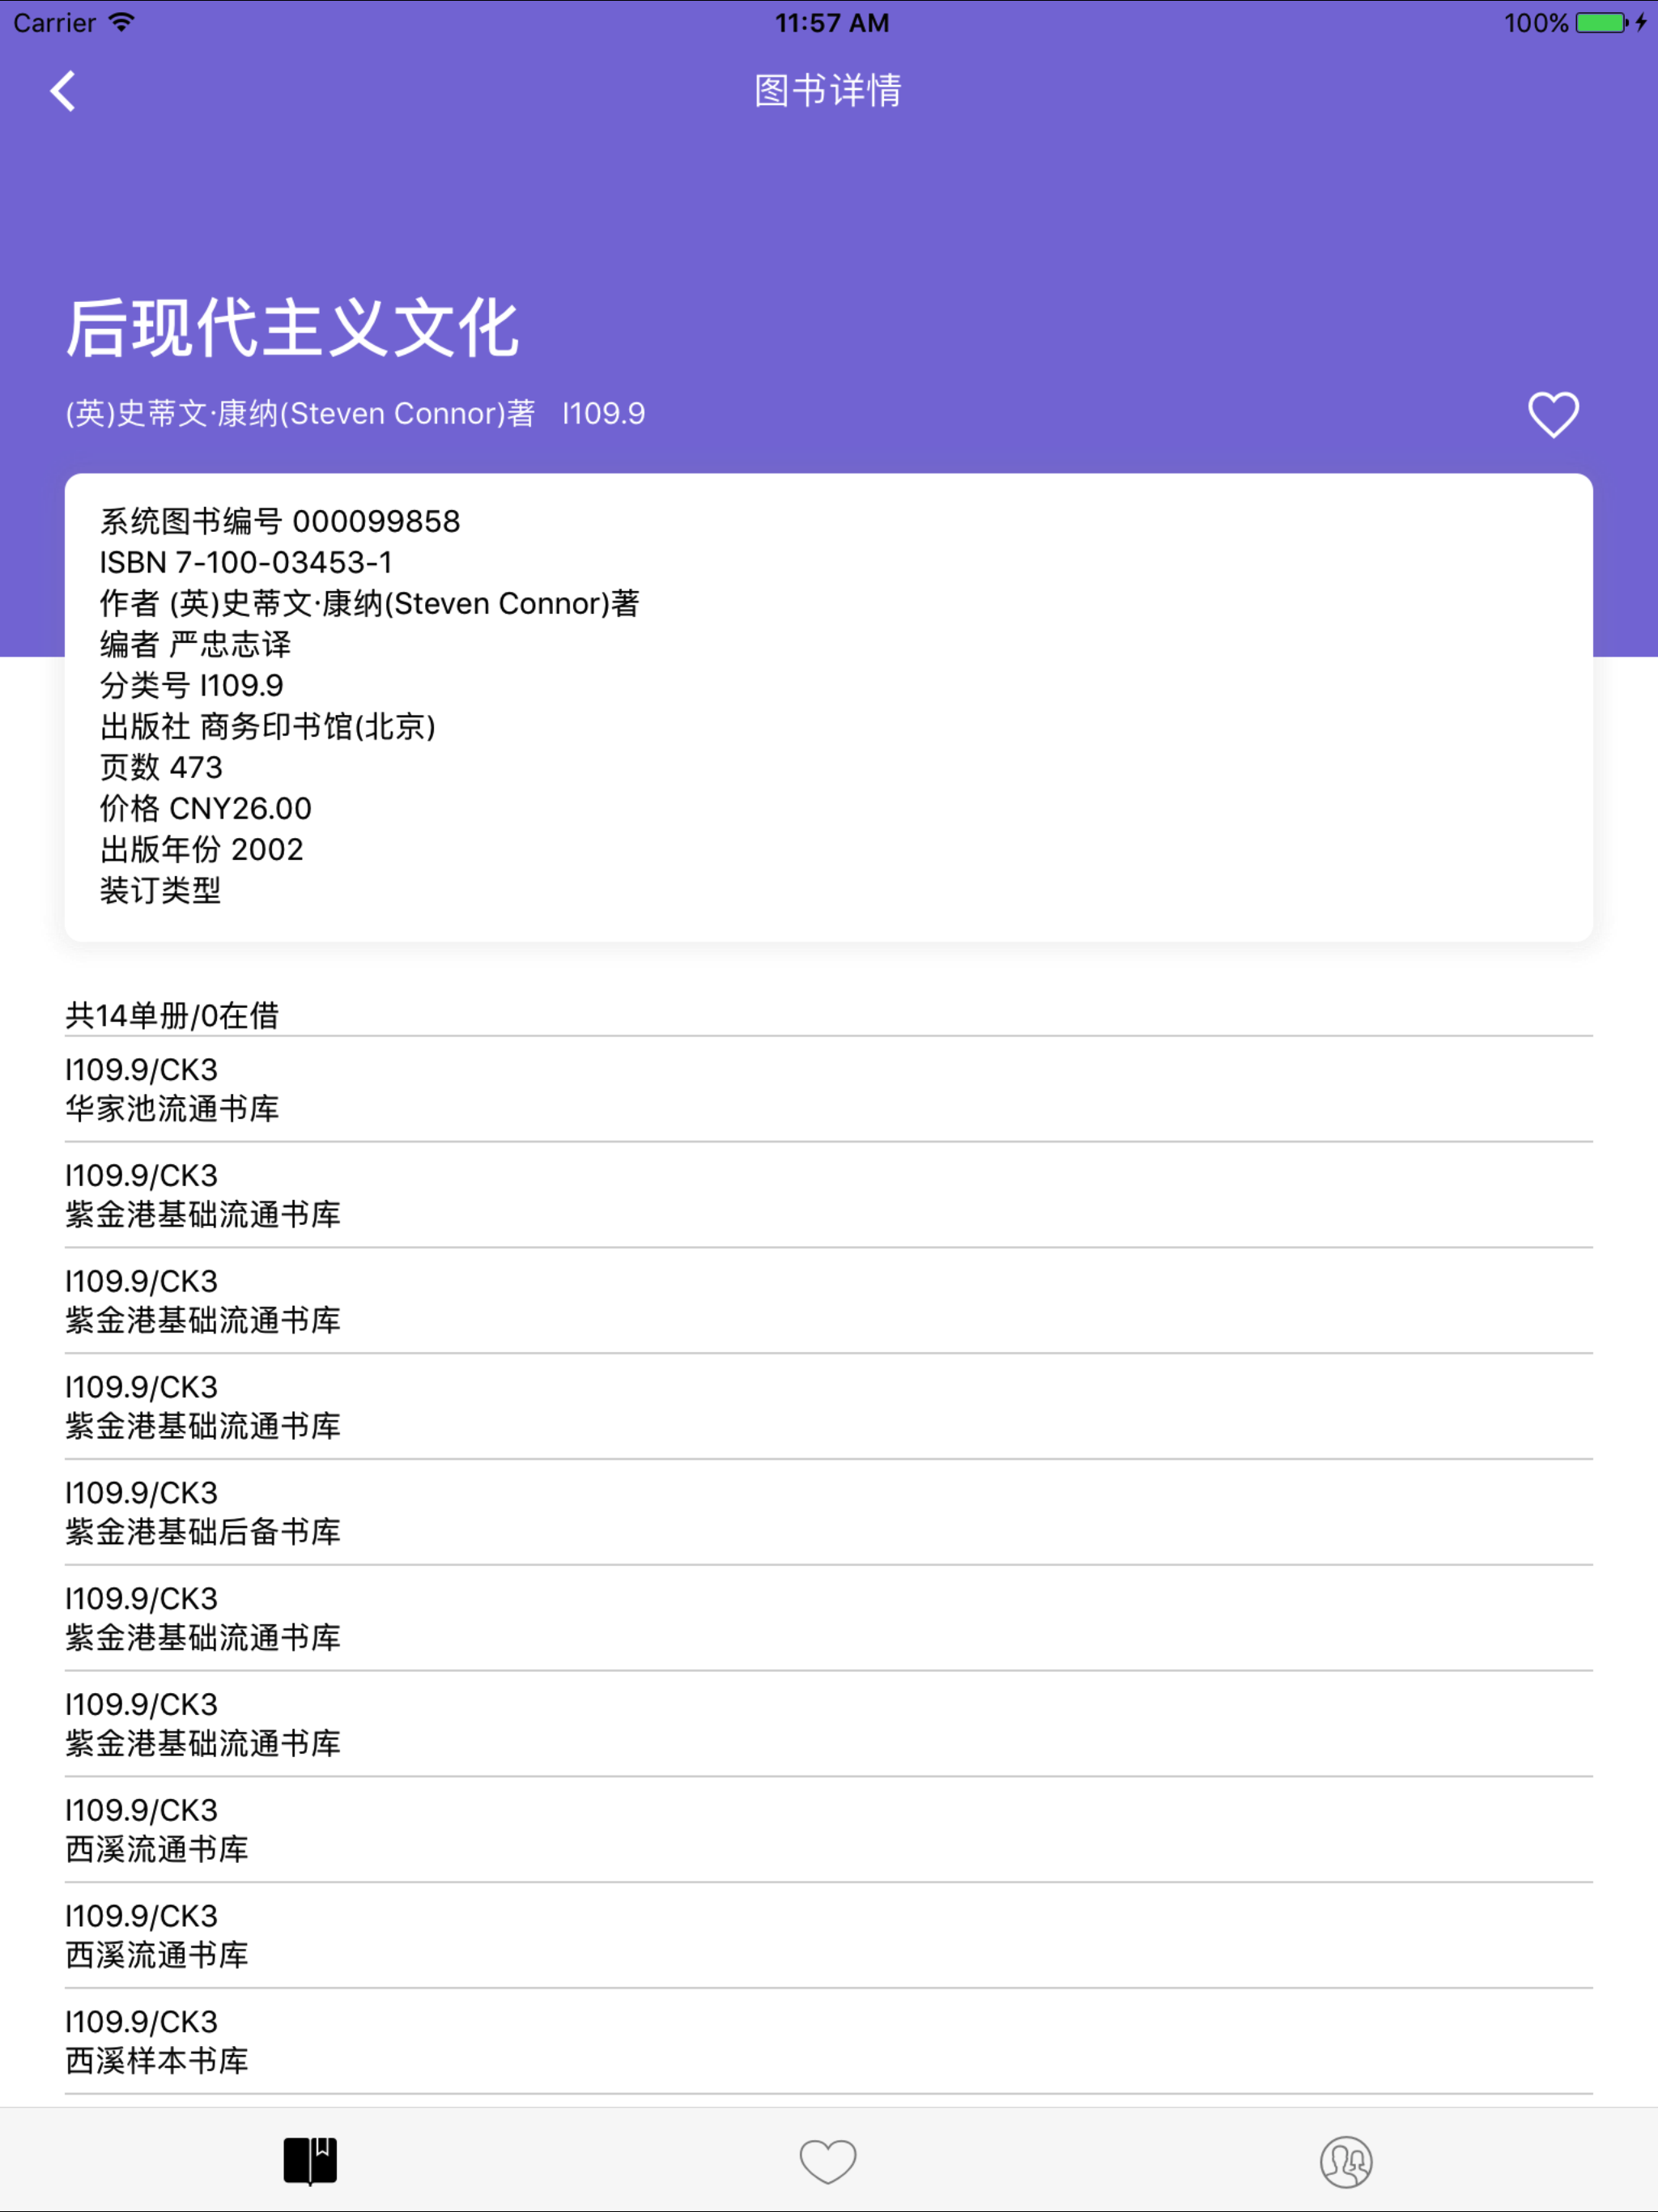 Carrier
11:57 AM
100%
图书详情
后现代主义文化
(英)史蒂文·康纳(Steven Connor)著 I109.9
系统图书编号 000099858
ISBN 7-100-03453-1
作者 (英)史蒂文·康纳(Steven Connor)著
编者 严忠志译
分类号 I109.9
出版社 商务印书馆(北京)
页数 473
价格 CNY26.00
出版年份 2002
装订类型
共14单册/0在借
I109.9/CK3
华家池流通书库
I109.9/CK3
紫金港基础流通书库
I109.9/CK3
紫金港基础流通书库
I109.9/CK3
紫金港基础流通书库
I109.9/CK3
紫金港基础后备书库
I109.9/CK3
紫金港基础流通书库
I109.9/CK3
紫金港基础流通书库
I109.9/CK3
西溪流通书库
I109.9/CK3
西溪流通书库
I109.9/CK3
西溪样本书库